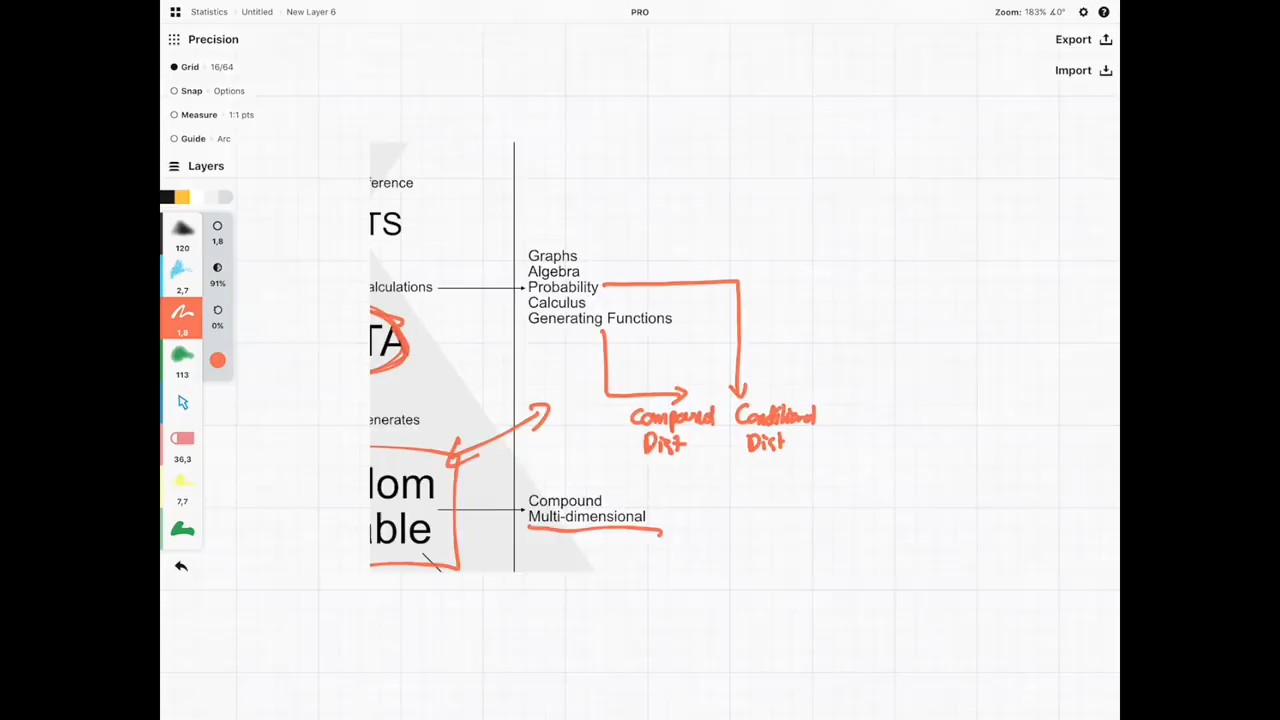 Statistics › Untitled › New Layer 6
PRO
Zoom: 183% ∡0°
Precision
Export
Grid › 16/64
Import
Snap › Options
Measure › 1:1 pts
Guide › Arc
Layers
120
1,8
2,7
91%
1,8
0%
113
36,3
7,7
erence
TS
alculations
TA
enerates
dom
able
Graphs
Algebra
Probability
Calculus
Generating Functions
Compound
Dist
Conditional
Dist
Compound
Multi-dimensional